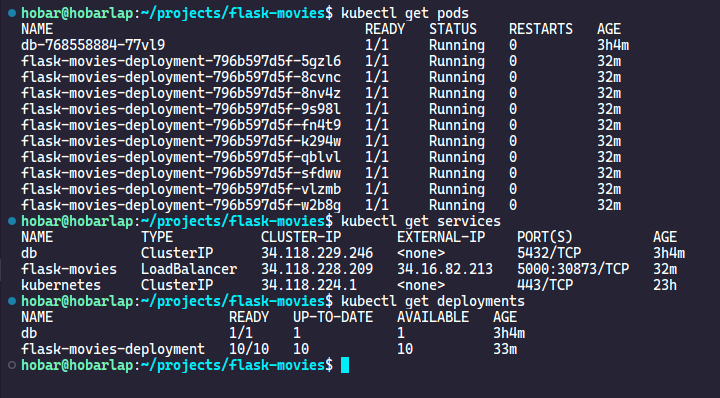 hobar@hobarlap:~/projects/flask-movies$ kubectl get pods
NAME READY STATUS RESTARTS AGE
db-768558884-77vl9 1/1 Running 0 3h4m
flask-movies-deployment-796b597d5f-5gzl6 1/1 Running 0 32m
flask-movies-deployment-796b597d5f-8cvnc 1/1 Running 0 32m
flask-movies-deployment-796b597d5f-8nv4z 1/1 Running 0 32m
flask-movies-deployment-796b597d5f-9s98l 1/1 Running 0 32m
flask-movies-deployment-796b597d5f-fn4t9 1/1 Running 0 32m
flask-movies-deployment-796b597d5f-k294w 1/1 Running 0 32m
flask-movies-deployment-796b597d5f-qblvl 1/1 Running 0 32m
flask-movies-deployment-796b597d5f-sfdww 1/1 Running 0 32m
flask-movies-deployment-796b597d5f-vlzmb 1/1 Running 0 32m
flask-movies-deployment-796b597d5f-w2b8g 1/1 Running 0 32m
hobar@hobarlap:~/projects/flask-movies$ kubectl get services
NAME TYPE CLUSTER-IP EXTERNAL-IP PORT(S) AGE
db ClusterIP 34.118.229.246 <none> 5432/TCP 3h4m
flask-movies LoadBalancer 34.118.228.209 34.16.82.213 5000:30873/TCP 32m
kubernetes ClusterIP 34.118.224.1 <none> 443/TCP 23h
hobar@hobarlap:~/projects/flask-movies$ kubectl get deployments
NAME READY UP-TO-DATE AVAILABLE AGE
db 1/1 1 1 3h4m
flask-movies-deployment 10/10 10 10 33m
hobar@hobarlap:~/projects/flask-movies$